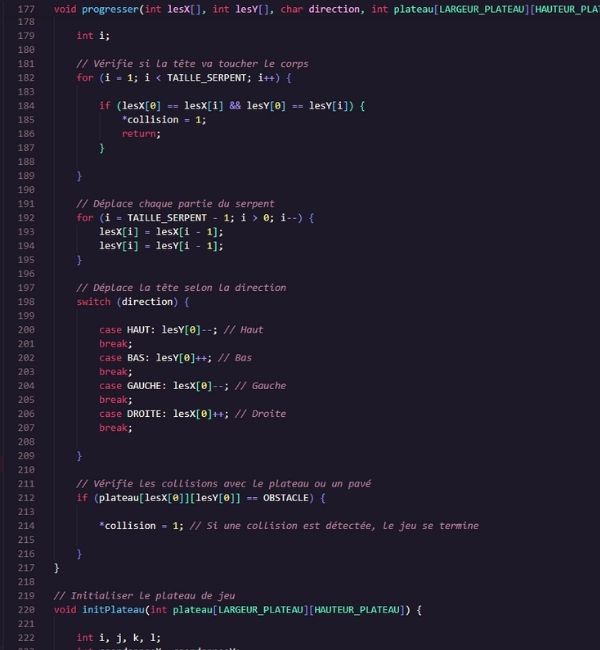 177 void progresser(int lesX[], int lesY[], char direction, int plateau[LARGEUR_PLATEAU][HAUTEUR_PLAT
178
179 int i;
180
181 // Vérifie si la tête va toucher le corps
182 for (i = 1; i < TAILLE_SERPENT; i++) {
183
184 if (lesX[0] == lesX[i] && lesY[0] == lesY[i]) {
185 *collision = 1;
186 return;
187 }
188
189 }
190
191 // Déplace chaque partie du serpent
192 for (i = TAILLE_SERPENT - 1; i > 0; i--) {
193 lesX[i] = lesX[i - 1];
194 lesY[i] = lesY[i - 1];
195 }
196
197 // Déplace la tête selon la direction
198 switch (direction) {
199
200 case HAUT: lesY[0]--; // Haut
201 break;
202 case BAS: lesY[0]++; // Bas
203 break;
204 case GAUCHE: lesX[0]--; // Gauche
205 break;
206 case DROITE: lesX[0]++; // Droite
207 break;
208
209 }
210
211 // Vérifie les collisions avec le plateau ou un pavé
212 if (plateau[lesX[0]][lesY[0]] == OBSTACLE) {
213
214 *collision = 1; // Si une collision est détectée, le jeu se termine
215
216 }
217 }
218
219 // Initialiser le plateau de jeu
220 void initPlateau(int plateau[LARGEUR_PLATEAU][HAUTEUR_PLATEAU]) {
221
222 int i, j, k, l;